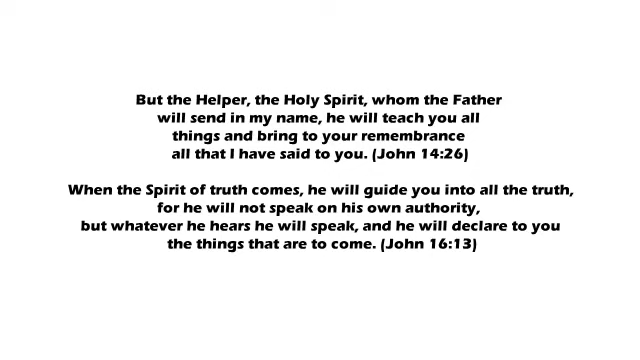 But the Helper, the Holy Spirit, whom the Father
will send in my name, he will teach you all
things and bring to your remembrance
all that I have said to you. (John 14:26)
When the Spirit of truth comes, he will guide you into all the truth,
for he will not speak on his own authority,
but whatever he hears he will speak, and he will declare to you
the things that are to come. (John 16:13)